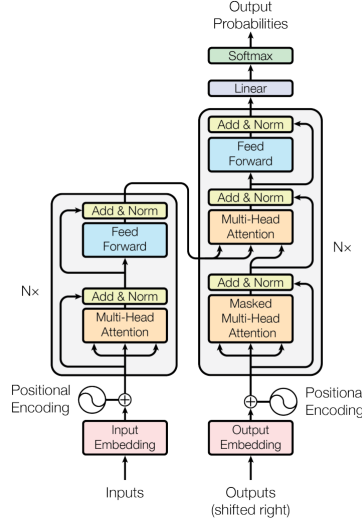 Output
Probabilities
Softmax
Linear
Add & Norm
Feed
Forward
Add & Norm
Multi-Head
Attention
Add & Norm
Masked
Multi-Head
Attention
Nx
Add & Norm
Feed
Forward
Add & Norm
Multi-Head
Attention
Nx
Positional
Encoding
Positional
Encoding
Input
Embedding
Output
Embedding
Inputs
Outputs
(shifted right)